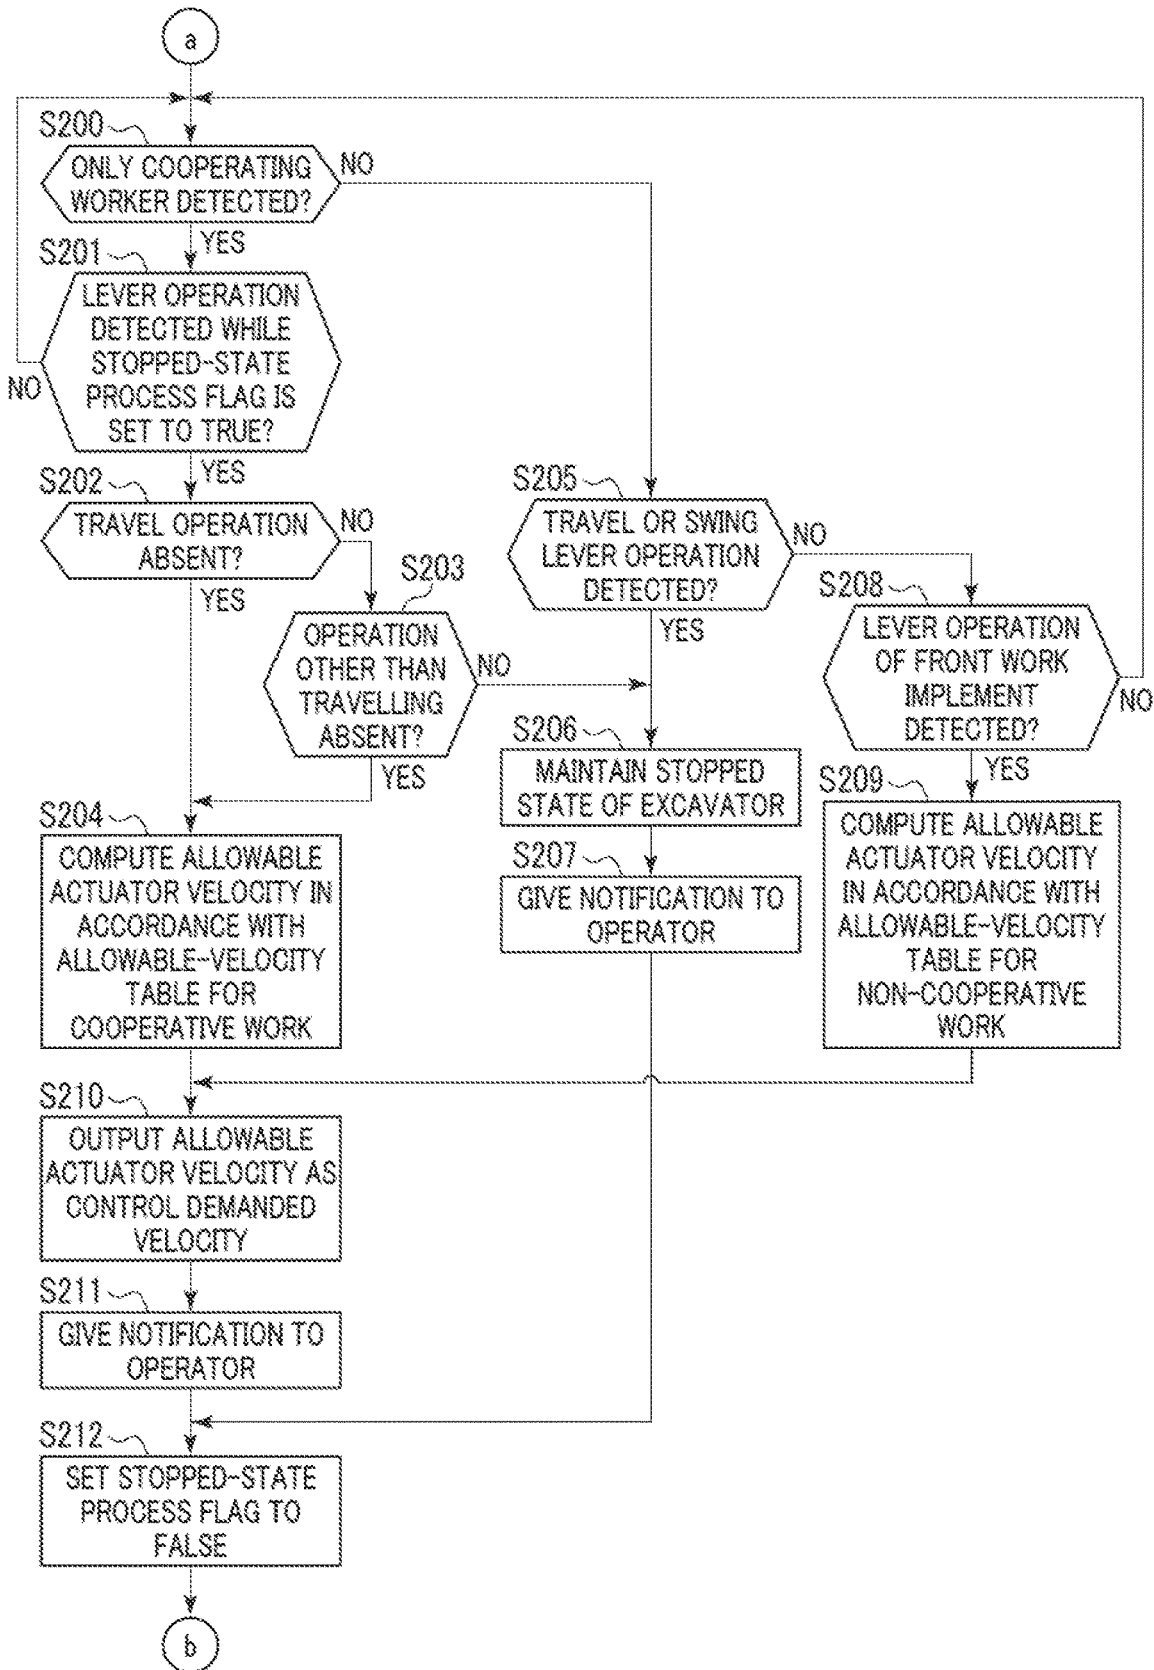 a
S200
ONLY COOPERATING
WORKER DETECTED?
NO
YES
S201
LEVER OPERATION
DETECTED WHILE
STOPPED-STATE
PROCESS FLAG IS
SET TO TRUE?
NO
YES
S202
TRAVEL OPERATION
ABSENT?
NO
YES
S203
OPERATION
OTHER THAN
TRAVELLING
ABSENT?
NO
YES
S205
TRAVEL OR SWING
LEVER OPERATION
DETECTED?
NO
YES
S208
LEVER OPERATION
OF FRONT WORK
IMPLEMENT
DETECTED?
NO
YES
S206
MAINTAIN STOPPED
STATE OF EXCAVATOR
S207
GIVE NOTIFICATION TO
OPERATOR
S209
COMPUTE ALLOWABLE
ACTUATOR VELOCITY
IN ACCORDANCE WITH
ALLOWABLE-VELOCITY
TABLE FOR
NON-COOPERATIVE
WORK
S204
COMPUTE ALLOWABLE
ACTUATOR VELOCITY IN
ACCORDANCE WITH
ALLOWABLE-VELOCITY
TABLE FOR
COOPERATIVE WORK
S210
OUTPUT ALLOWABLE
ACTUATOR VELOCITY AS
CONTROL DEMANDED
VELOCITY
S211
GIVE NOTIFICATION TO
OPERATOR
S212
SET STOPPED-STATE
PROCESS FLAG TO
FALSE
b